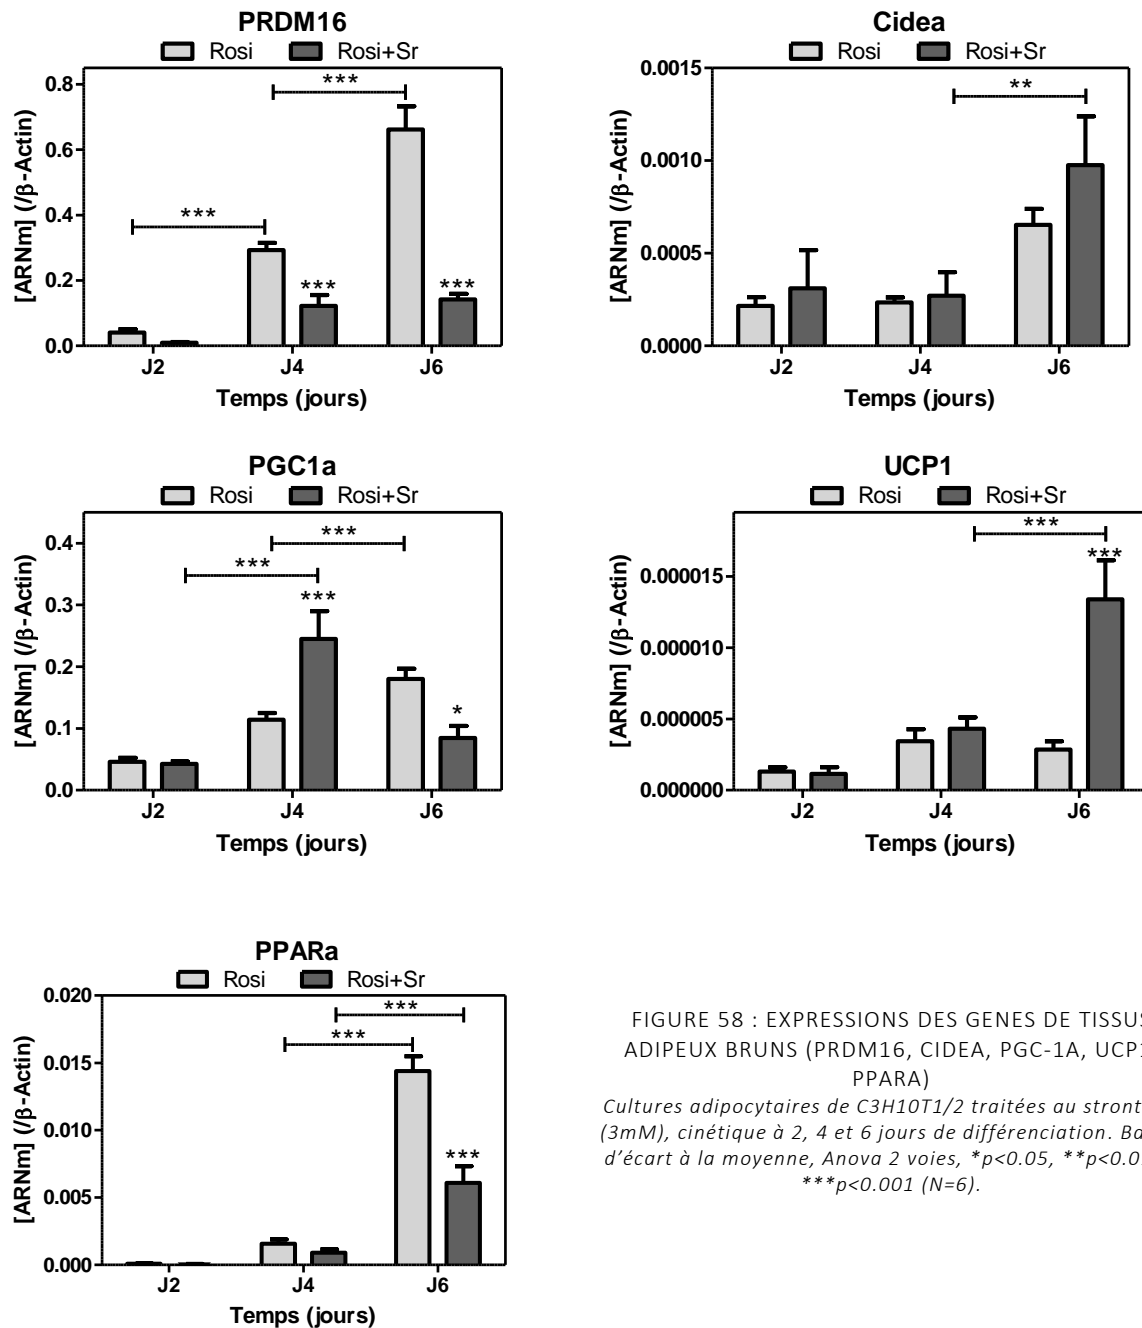 PRDM16
Rosi Rosi+Sr
***
***
***
***
0.8
0.6
0.4
0.2
0.0
[ARNm] (/β-Actin)
J2 J4 J6
Temps (jours)
Cidea
Rosi Rosi+Sr
**
0.0015
0.0010
0.0005
0.0000
[ARNm] (/β-Actin)
J2 J4 J6
Temps (jours)
PGC1a
Rosi Rosi+Sr
***
***
***
*
0.4
0.3
0.2
0.1
0.0
[ARNm] (/β-Actin)
J2 J4 J6
Temps (jours)
UCP1
Rosi Rosi+Sr
***
***
0.000015
0.000010
0.000005
0.000000
[ARNm] (/β-Actin)
J2 J4 J6
Temps (jours)
PPARa
Rosi Rosi+Sr
***
***
***
0.020
0.015
0.010
0.005
0.000
[ARNm] (/β-Actin)
J2 J4 J6
Temps (jours)
FIGURE 58 : EXPRESSIONS DES GENES DE TISSUS
ADIPEUX BRUNS (PRDM16, CIDEA, PGC-1A, UCP1
PPARA)
Cultures adipocytaires de C3H10T1/2 traitées au stront
(3mM), cinétique à 2, 4 et 6 jours de différenciation. Ba
d'écart à la moyenne, Anova 2 voies, *p<0.05, **p<0.0
***p<0.001 (N=6).